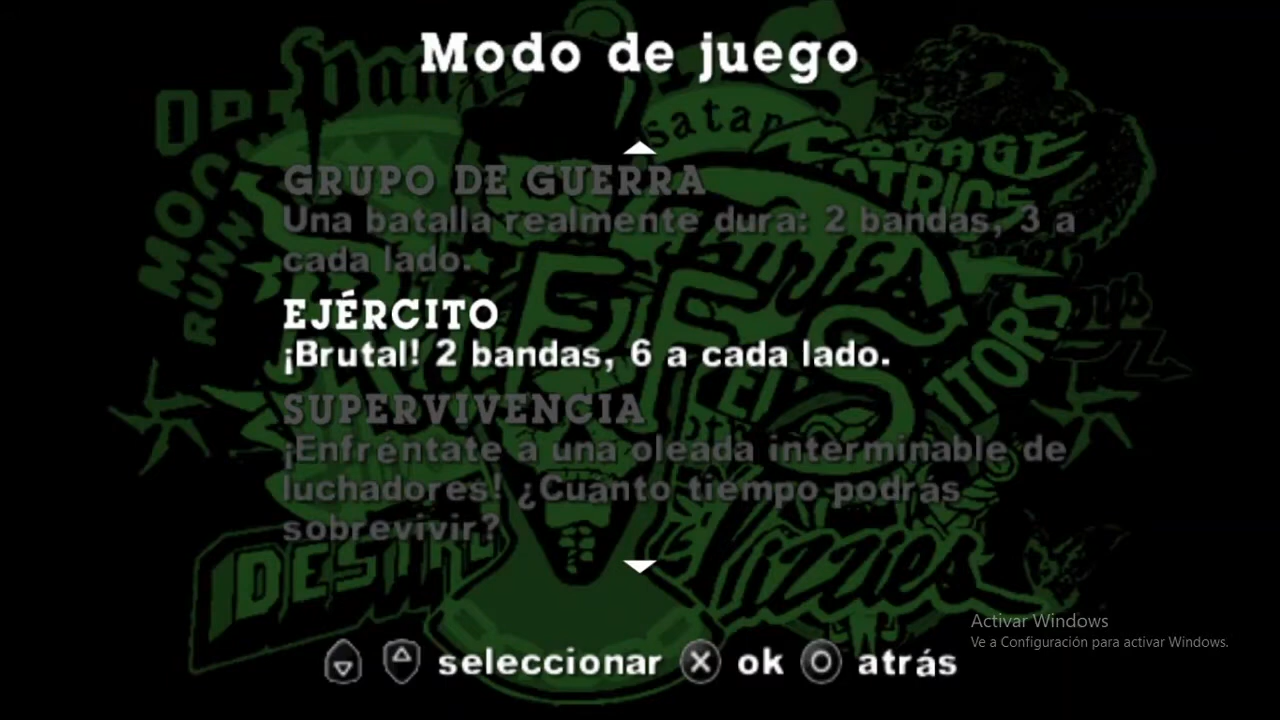 Modo de juego
GRUPO DE GUERRA
Una batalla realmente dura: 2 bandas, 3 a
cada lado.
EJÉRCITO
¡Brutal! 2 bandas, 6 a cada lado.
SUPERVIVENCIA
¡Enfréntate a una oleada interminable de
luchadores! ¿Cuánto tiempo podrás
sobrevivir?
Activar Windows
Ve a Configuración para activar Windows.
seleccionar X ok O atrás